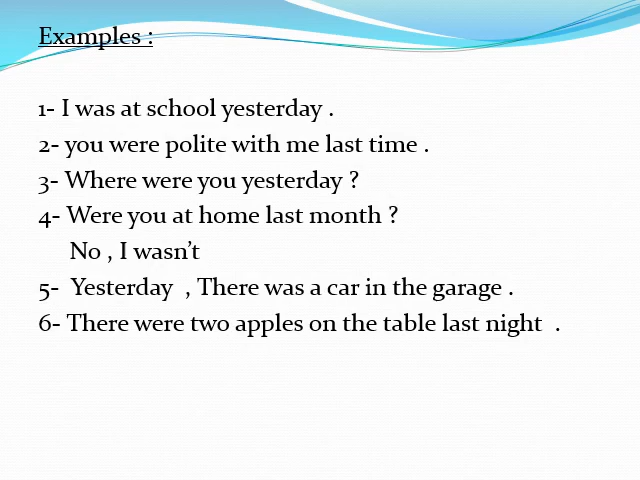 Examples :
1- I was at school yesterday .
2- you were polite with me last time .
3- Where were you yesterday ?
4- Were you at home last month ?
No , I wasn’t
5- Yesterday , There was a car in the garage .
6- There were two apples on the table last night .